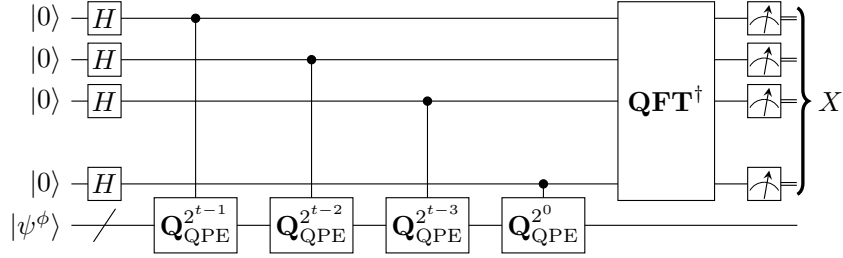 |0⟩ H
|0⟩ H
|0⟩ H QFT† X
|0⟩ H
|ψ^ϕ⟩ Q_QPE^{2^{t−1}} Q_QPE^{2^{t−2}} Q_QPE^{2^{t−3}} Q_QPE^{2^0}